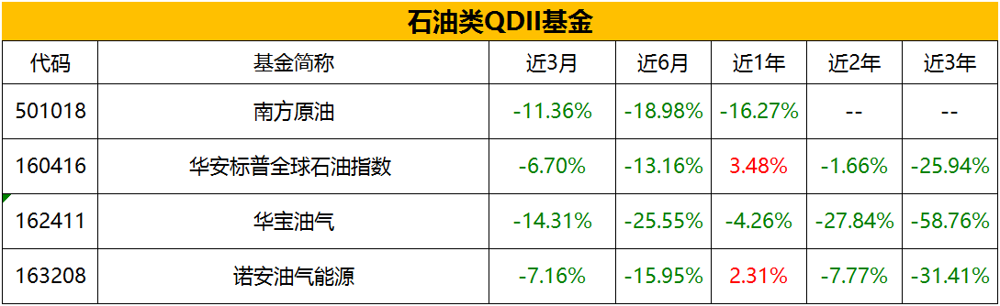 石油类QDII基金
代码 基金简称 近3月 近6月 近1年 近2年 近3年
501018 南方原油 -11.36% -18.98% -16.27% -- --
160416 华安标普全球石油指数 -6.70% -13.16% 3.48% -1.66% -25.94%
162411 华宝油气 -14.31% -25.55% -4.26% -27.84% -58.76%
163208 诺安油气能源 -7.16% -15.95% 2.31% -7.77% -31.41%